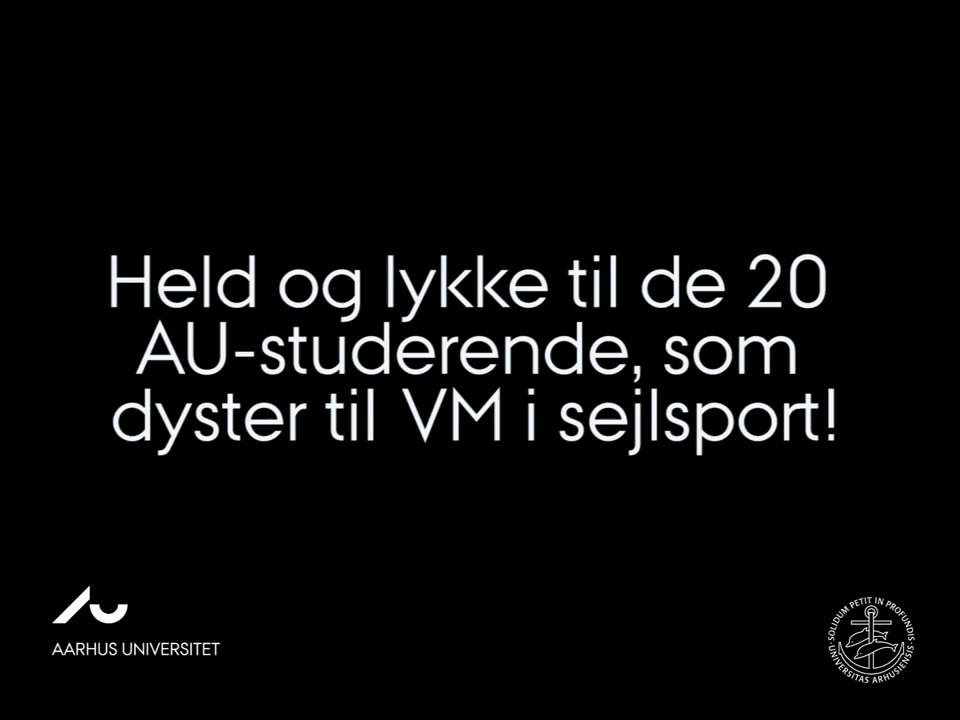 Held og lykke til de 20
AU-studerende, som
dyster til VM i sejlsport!
AARHUS UNIVERSITET
SOLIDUM PETIT IN PROFUNDIS
UNIVERSITAS ARHUSIENSIS